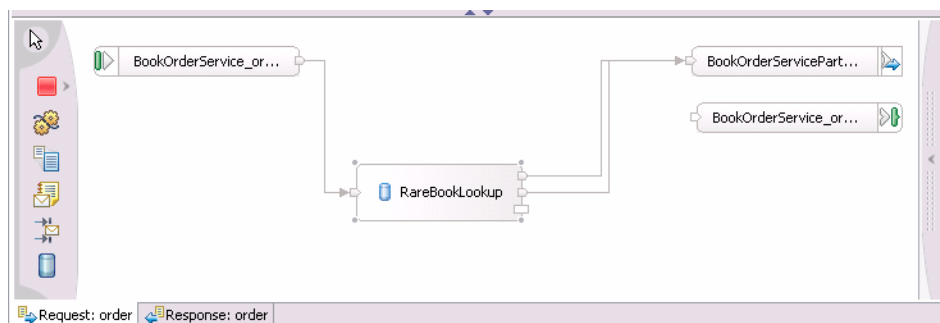 BookOrderService_or...
BookOrderServicePart...
BookOrderService_or...
RareBookLookup
Request: order
Response: order